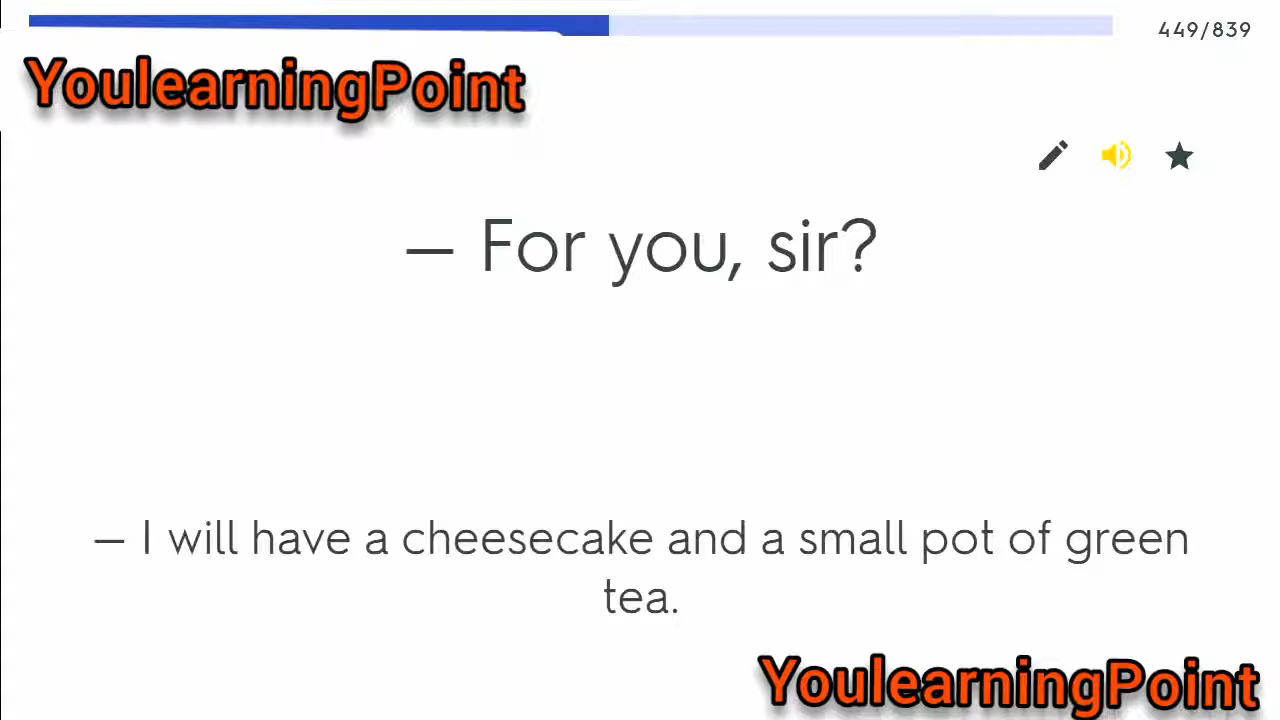 449/839
YoulearningPoint
– For you, sir?
– I will have a cheesecake and a small pot of green
tea.
YoulearningPoint